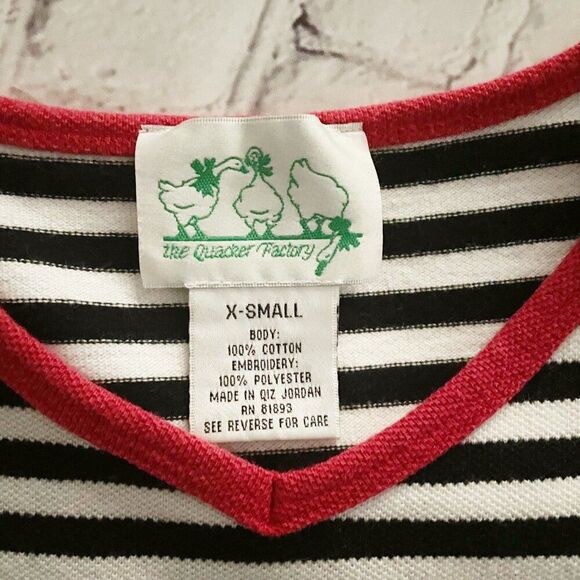 the Quacker Factory
X-SMALL
BODY:
100% COTTON
EMBROIDERY:
100% POLYESTER
MADE IN QIZ JORDAN
RN 81893
SEE REVERSE FOR CARE